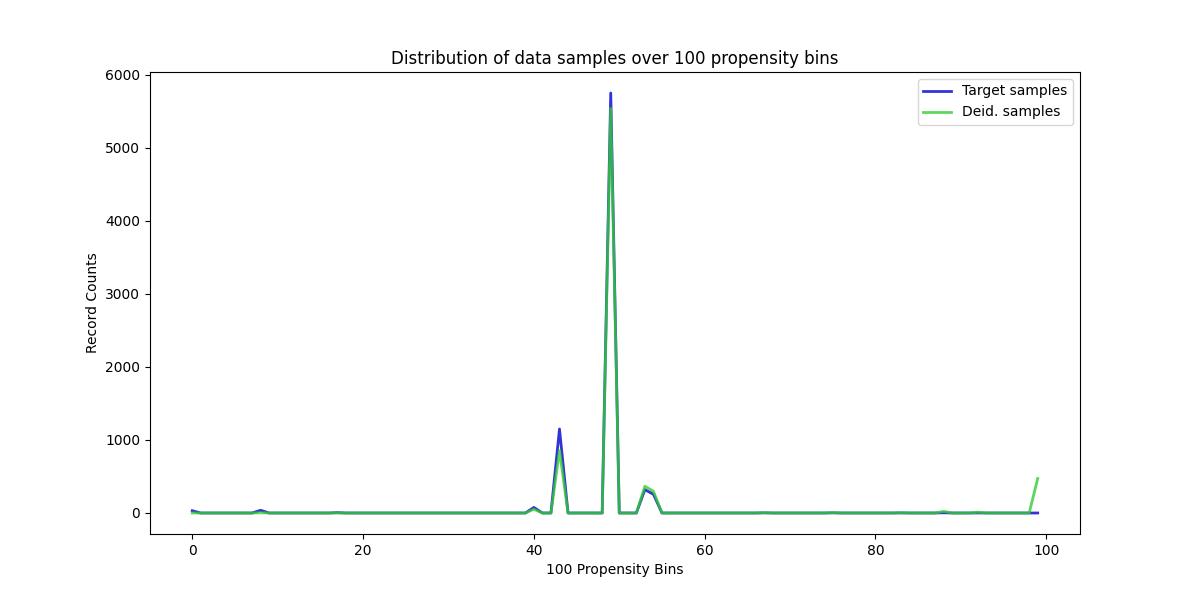 Distribution of data samples over 100 propensity bins
Target samples
Deid. samples
6000
5000
4000
3000
2000
1000
0
Record Counts
0 20 40 60 80 100
100 Propensity Bins